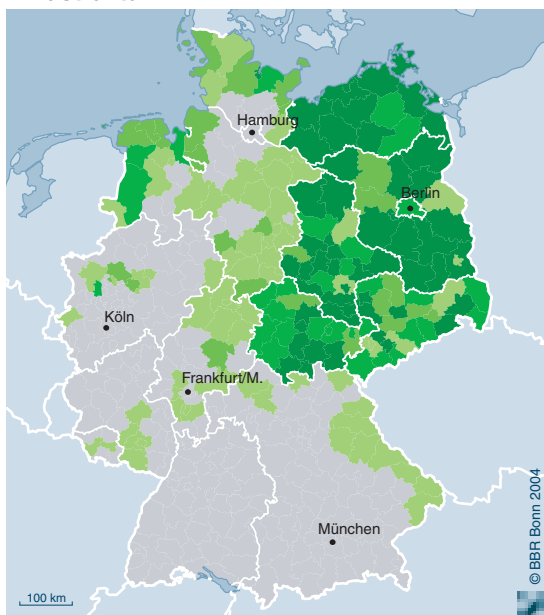 Hamburg
Berlin
Köln
Frankfurt/M.
München
100 km
© BBR Bonn 2004